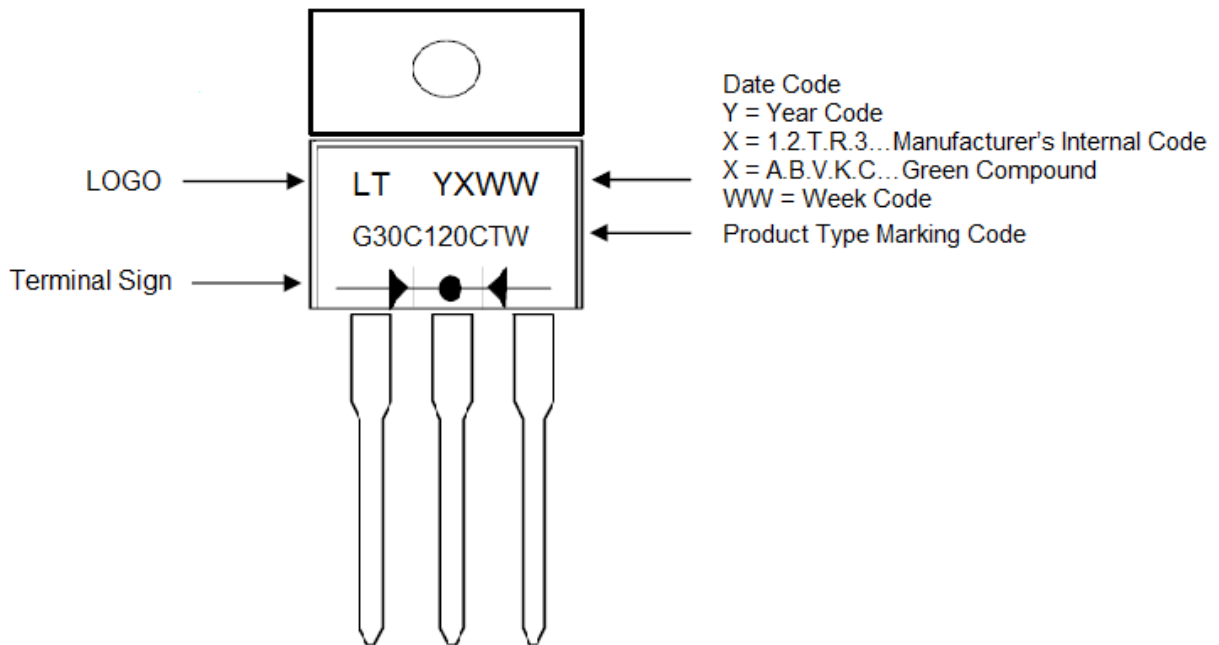 Date Code
Y = Year Code
X = 1.2.T.R.3...Manufacturer's Internal Code
X = A.B.V.K.C...Green Compound
WW = Week Code
LOGO
LT YXWW
G30C120CTW
Product Type Marking Code
Terminal Sign